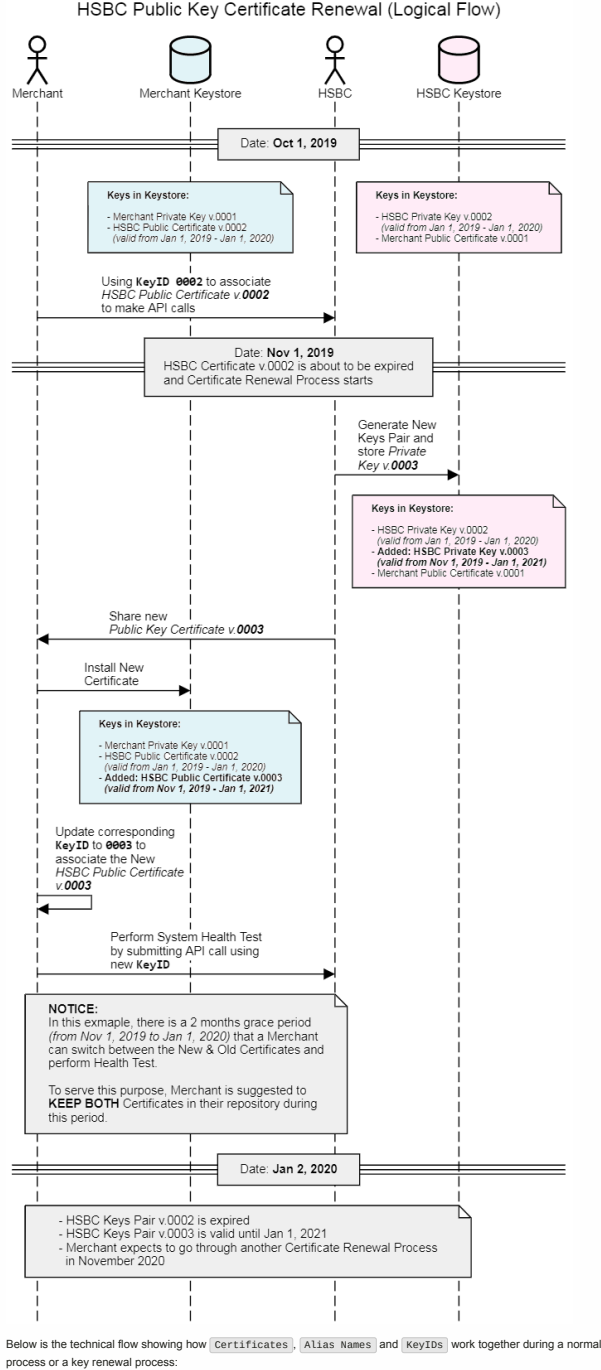 HSBC Public Key Certificate Renewal (Logical Flow)
Merchant
Merchant Keystore
HSBC
HSBC Keystore
Date: Oct 1, 2019
Keys in Keystore:
- Merchant Private Key v.0001
- HSBC Public Certificate v.0002
(valid from Jan 1, 2019 - Jan 1, 2020)
Keys in Keystore:
- HSBC Private Key v.0002
(valid from Jan 1, 2019 - Jan 1, 2020)
- Merchant Public Certificate v.0001
Using KeyID 0002 to associate
HSBC Public Certificate v.0002
to make API calls
Date: Nov 1, 2019
HSBC Certificate v.0002 is about to be expired
and Certificate Renewal Process starts
Generate New
Keys Pair and
store Private
Key v.0003
Keys in Keystore:
- HSBC Private Key v.0002
(valid from Jan 1, 2019 - Jan 1, 2020)
- Added: HSBC Private Key v.0003
(valid from Nov 1, 2019 - Jan 1, 2021)
- Merchant Public Certificate v.0001
Share new
Public Key Certificate v.0003
Install New
Certificate
Keys in Keystore:
- Merchant Private Key v.0001
- HSBC Public Certificate v.0002
(valid from Jan 1, 2019 - Jan 1, 2020)
- Added: HSBC Public Certificate v.0003
(valid from Nov 1, 2019 - Jan 1, 2021)
Update corresponding
KeyID to 0003 to
associate the New
HSBC Public Certificate
v.0003
Perform System Health Test
by submitting API call using
new KeyID
NOTICE:
In this exmaple, there is a 2 months grace period
(from Nov 1, 2019 to Jan 1, 2020) that a Merchant
can switch between the New & Old Certificates and
perform Health Test.
To serve this purpose, Merchant is suggested to
KEEP BOTH Certificates in their repository during
this period.
Date: Jan 2, 2020
- HSBC Keys Pair v.0002 is expired
- HSBC Keys Pair v.0003 is valid until Jan 1, 2021
- Merchant expects to go through another Certificate Renewal Process
in November 2020
Below is the technical flow showing how Certificates, Alias Names and KeyIDs work together during a normal
process or a key renewal process: